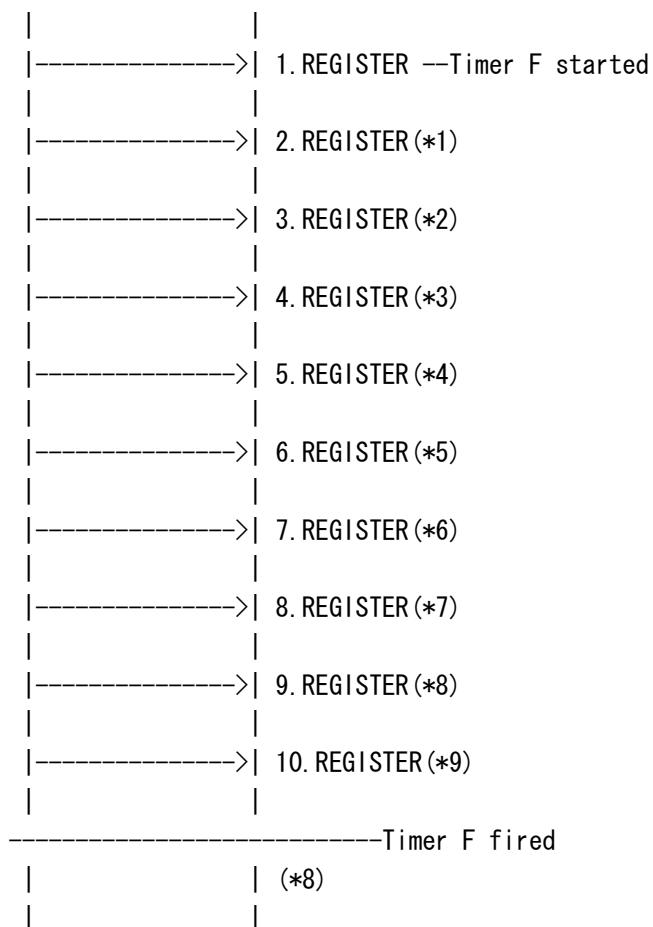 1.REGISTER --Timer F started
2.REGISTER(*1)
3.REGISTER(*2)
4.REGISTER(*3)
5.REGISTER(*4)
6.REGISTER(*5)
7.REGISTER(*6)
8.REGISTER(*7)
9.REGISTER(*8)
10.REGISTER(*9)
Timer F fired
(*8)